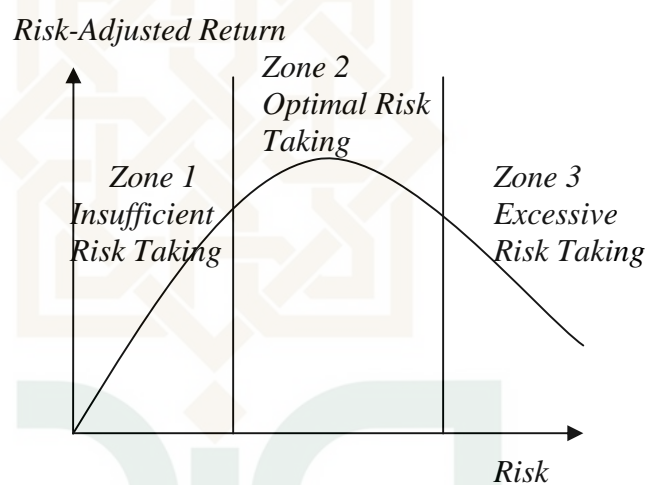 Risk-Adjusted Return
Zone 2
Optimal Risk
Taking
Zone 1
Insufficient
Risk Taking
Zone 3
Excessive
Risk Taking
Risk